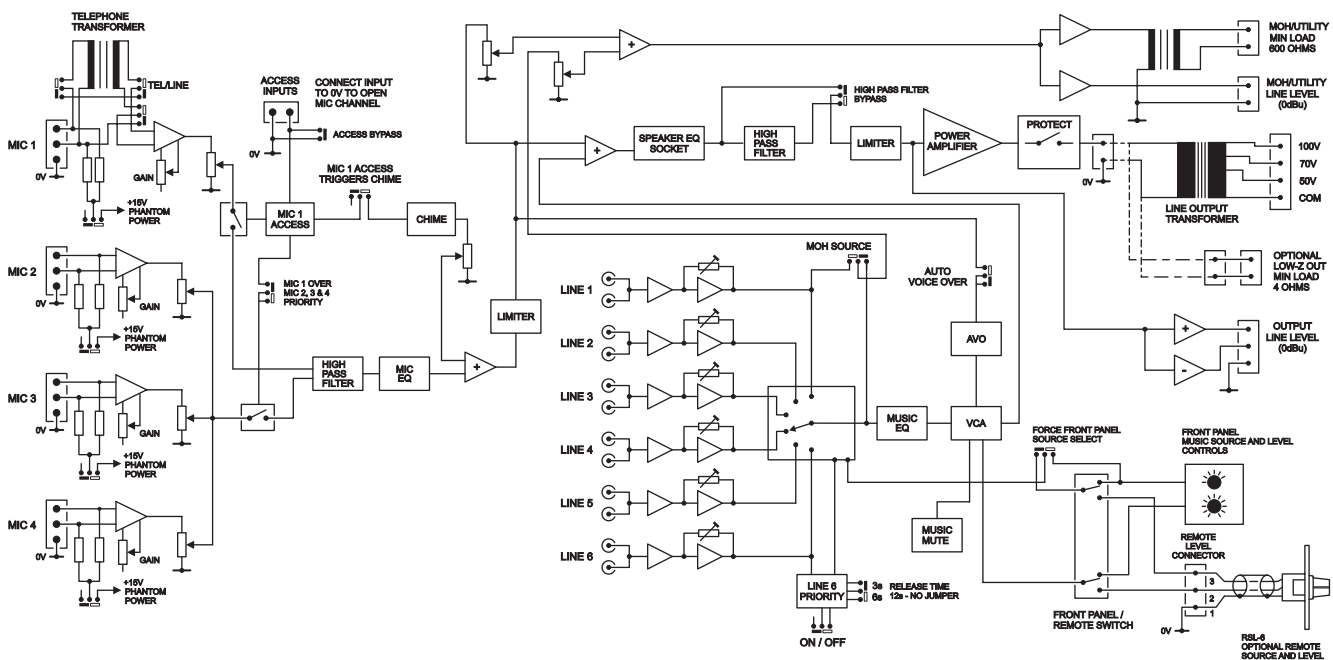 TELEPHONE
TRANSFORMER
TEL/LINE
MIC 1
0V
GAIN
+15V
PHANTOM
POWER
ACCESS
INPUTS
CONNECT INPUT
TO 0V TO OPEN
MIC CHANNEL
ACCESS BYPASS
0V
MIC 1 ACCESS
TRIGGERS CHIME
MIC 1
ACCESS
CHIME
MIC 1 OVER
MIC 2, 3 & 4
PRIORITY
MIC 2
0V
GAIN
+15V
PHANTOM
POWER
MIC 3
0V
GAIN
+15V
PHANTOM
POWER
MIC 4
0V
GAIN
+15V
PHANTOM
POWER
HIGH
PASS
FILTER
MIC
EQ
+
LIMITER
+
+
SPEAKER EQ
SOCKET
HIGH
PASS
FILTER
HIGH PASS FILTER
BYPASS
LIMITER
POWER
AMPLIFIER
PROTECT
0V
MOH/UTILITY
MIN LOAD
600 OHMS
MOH/UTILITY
LINE LEVEL
(0dBu)
100V
70V
50V
COM
LINE OUTPUT
TRANSFORMER
OPTIONAL
LOW-Z OUT
MIN LOAD
4 OHMS
+
-
OUTPUT
LINE LEVEL
(0dBu)
MOH SOURCE
AUTO
VOICE OVER
AVO
LINE 1
LINE 2
LINE 3
LINE 4
LINE 5
LINE 6
MUSIC
EQ
VCA
MUSIC
MUTE
LINE 6
PRIORITY
3s
6s
RELEASE TIME
12s - NO JUMPER
ON / OFF
FORCE FRONT PANEL
SOURCE SELECT
FRONT PANEL
MUSIC SOURCE AND LEVEL
CONTROLS
FRONT PANEL /
REMOTE SWITCH
REMOTE
LEVEL
CONNECTOR
3
2
1
0V
RSL-6
OPTIONAL REMOTE
SOURCE AND LEVEL